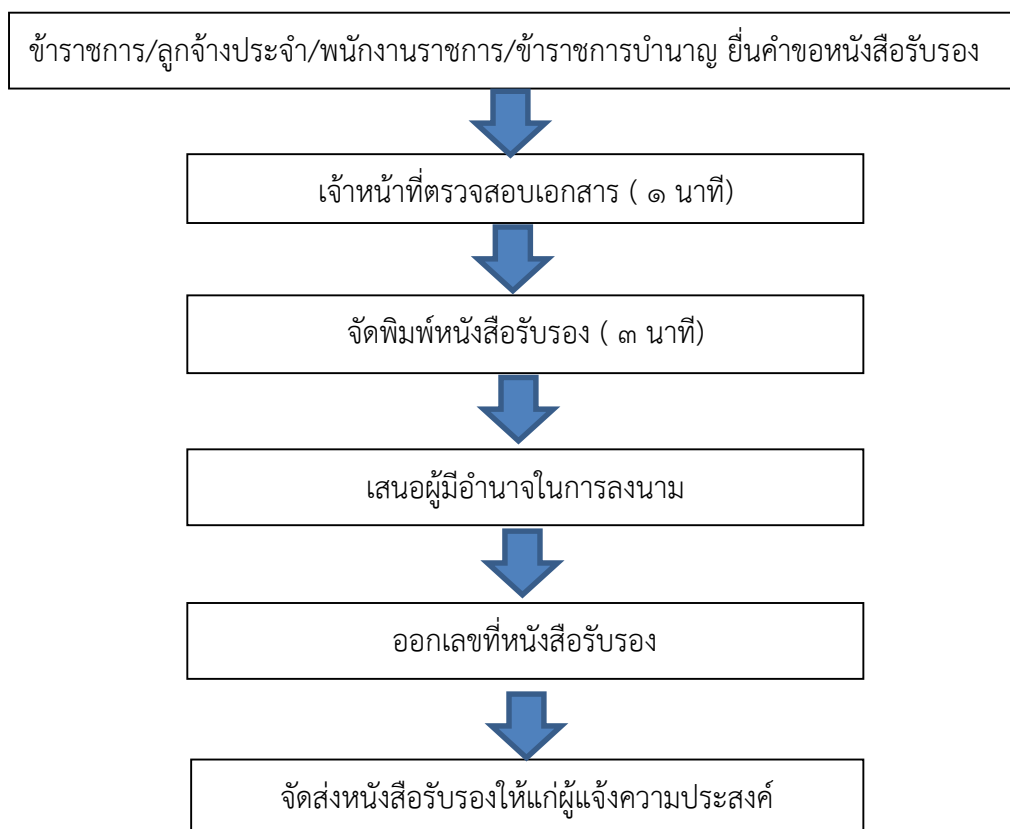 ข้าราชการ/ลูกจ้างประจำ/พนักงานราชการ/ข้าราชการบำนาญ ยื่นคำขอหนังสือรับรอง
เจ้าหน้าที่ตรวจสอบเอกสาร ( ๑ นาที)
จัดพิมพ์หนังสือรับรอง ( ๓ นาที)
เสนอผู้มีอำนาจในการลงนาม
ออกเลขที่หนังสือรับรอง
จัดส่งหนังสือรับรองให้แก่ผู้แจ้งความประสงค์